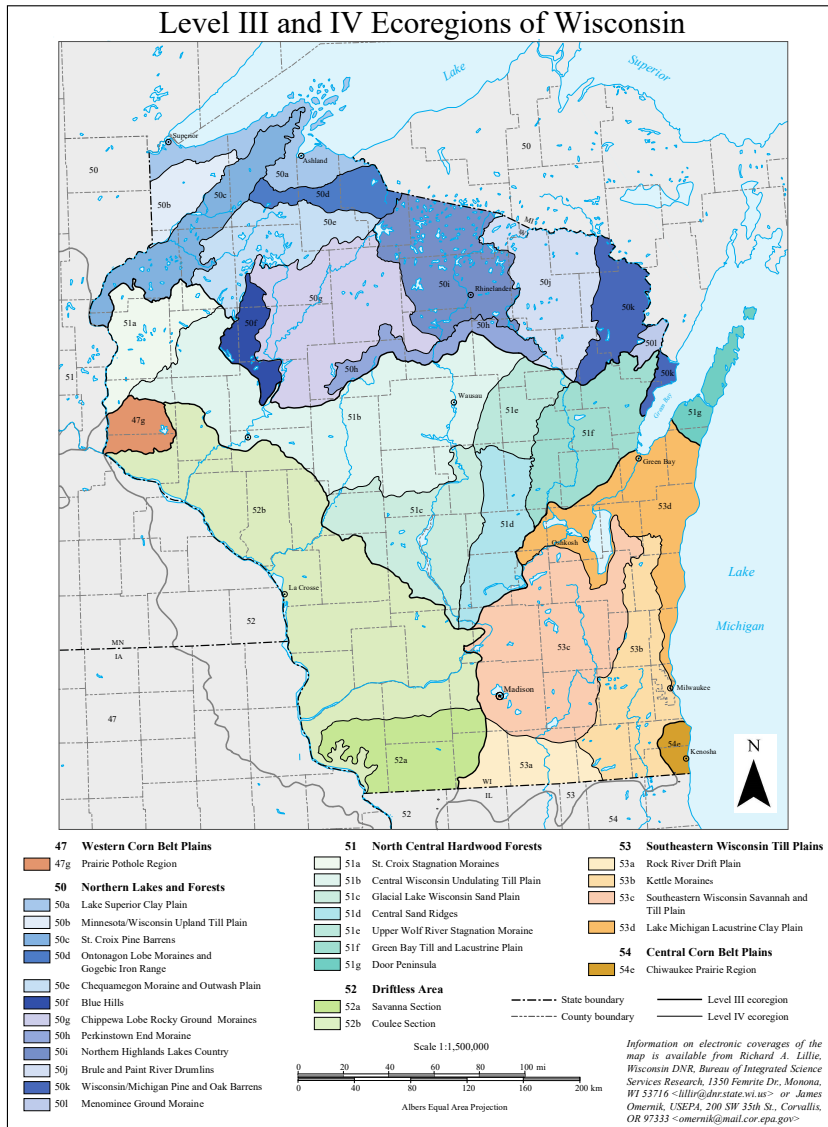 Level III and IV Ecoregions of Wisconsin
Lake
Superior
Superior
50
50
Ashland
50a
50c
50d
50b
50e
MI
WI
50i
50j
50g
Rhinelander
50k
51a
50f
50h
50l
50h
50k
51
Wausau
Green Bay
47g
51b
51e
51g
51f
Green Bay
53d
52b
51c
51d
Oshkosh
Lake
La Crosse
52
Michigan
MN
IA
53c
53b
Madison
Milwaukee
47
54e
N
Kenosha
52a
53a
WI
IL
53
52
54
47 Western Corn Belt Plains
47g Prairie Pothole Region
50 Northern Lakes and Forests
50a Lake Superior Clay Plain
50b Minnesota/Wisconsin Upland Till Plain
50c St. Croix Pine Barrens
50d Ontonagon Lobe Moraines and
Gogebic Iron Range
50e Chequamegon Moraine and Outwash Plain
50f Blue Hills
50g Chippewa Lobe Rocky Ground Moraines
50h Perkinstown End Moraine
50i Northern Highlands Lakes Country
50j Brule and Paint River Drumlins
50k Wisconsin/Michigan Pine and Oak Barrens
50l Menominee Ground Moraine
51 North Central Hardwood Forests
51a St. Croix Stagnation Moraines
51b Central Wisconsin Undulating Till Plain
51c Glacial Lake Wisconsin Sand Plain
51d Central Sand Ridges
51e Upper Wolf River Stagnation Moraine
51f Green Bay Till and Lacustrine Plain
51g Door Peninsula
52 Driftless Area
52a Savanna Section
52b Coulee Section
53 Southeastern Wisconsin Till Plains
53a Rock River Drift Plain
53b Kettle Moraines
53c Southeastern Wisconsin Savannah and
Till Plain
53d Lake Michigan Lacustrine Clay Plain
54 Central Corn Belt Plains
54e Chiwaukee Prairie Region
State boundary
County boundary
Level III ecoregion
Level IV ecoregion
Scale 1:1,500,000
0 20 40 60 80 100 mi
40 0 40 80 120 160 200 km
Albers Equal Area Projection
Information on electronic coverages of the
map is available from Richard A. Lillie,
Wisconsin DNR, Bureau of Integrated Science
Services Research, 1350 Femrite Dr., Monona,
WI 53716 <lillir@dnr.state.wi.us> or James
Omernik, USEPA, 200 SW 35th St., Corvallis,
OR 97333 <omernik@mail.cor.epa.gov>